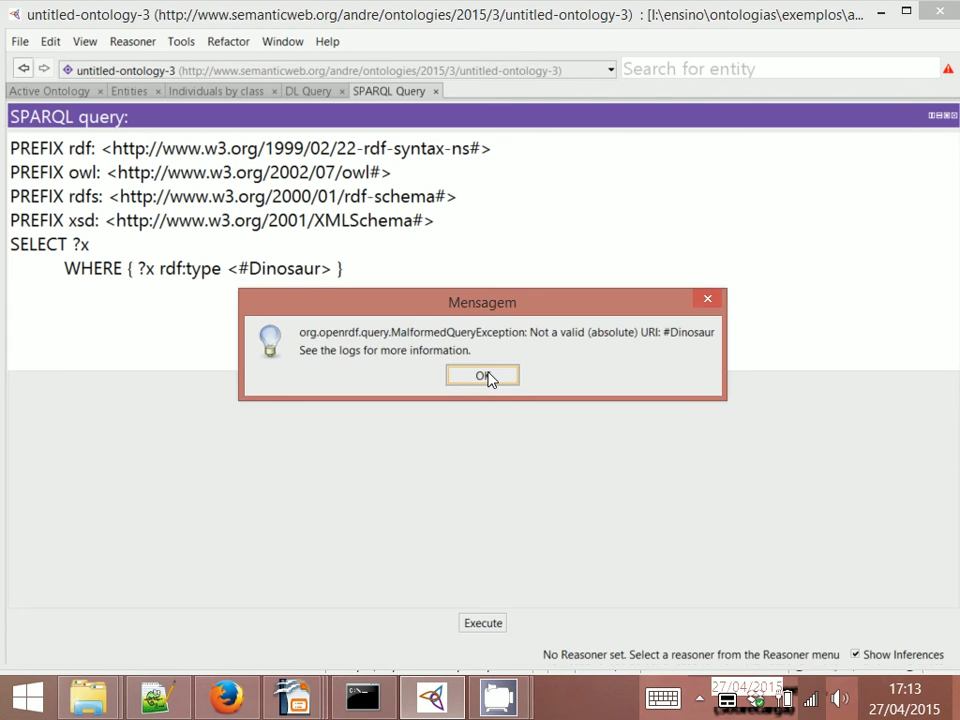 untitled-ontology-3 (http://www.semanticweb.org/andre/ontologies/2015/3/untitled-ontology-3) : [I:\ensino\ontologias\exemplos\a...
File Edit View Reasoner Tools Refactor Window Help
untitled-ontology-3 (http://www.semanticweb.org/andre/ontologies/2015/3/untitled-ontology-3) Search for entity
Active Ontology × Entities × Individuals by class × DL Query × SPARQL Query ×
SPARQL query:
PREFIX rdf: <http://www.w3.org/1999/02/22-rdf-syntax-ns#>
PREFIX owl: <http://www.w3.org/2002/07/owl#>
PREFIX rdfs: <http://www.w3.org/2000/01/rdf-schema#>
PREFIX xsd: <http://www.w3.org/2001/XMLSchema#>
SELECT ?x
WHERE { ?x rdf:type <#Dinosaur> }
Mensagem
org.openrdf.query.MalformedQueryException: Not a valid (absolute) URI: #Dinosaur
See the logs for more information.
OK
Execute
No Reasoner set. Select a reasoner from the Reasoner menu Show Inferences
27/04/2015
17:13
27/04/2015